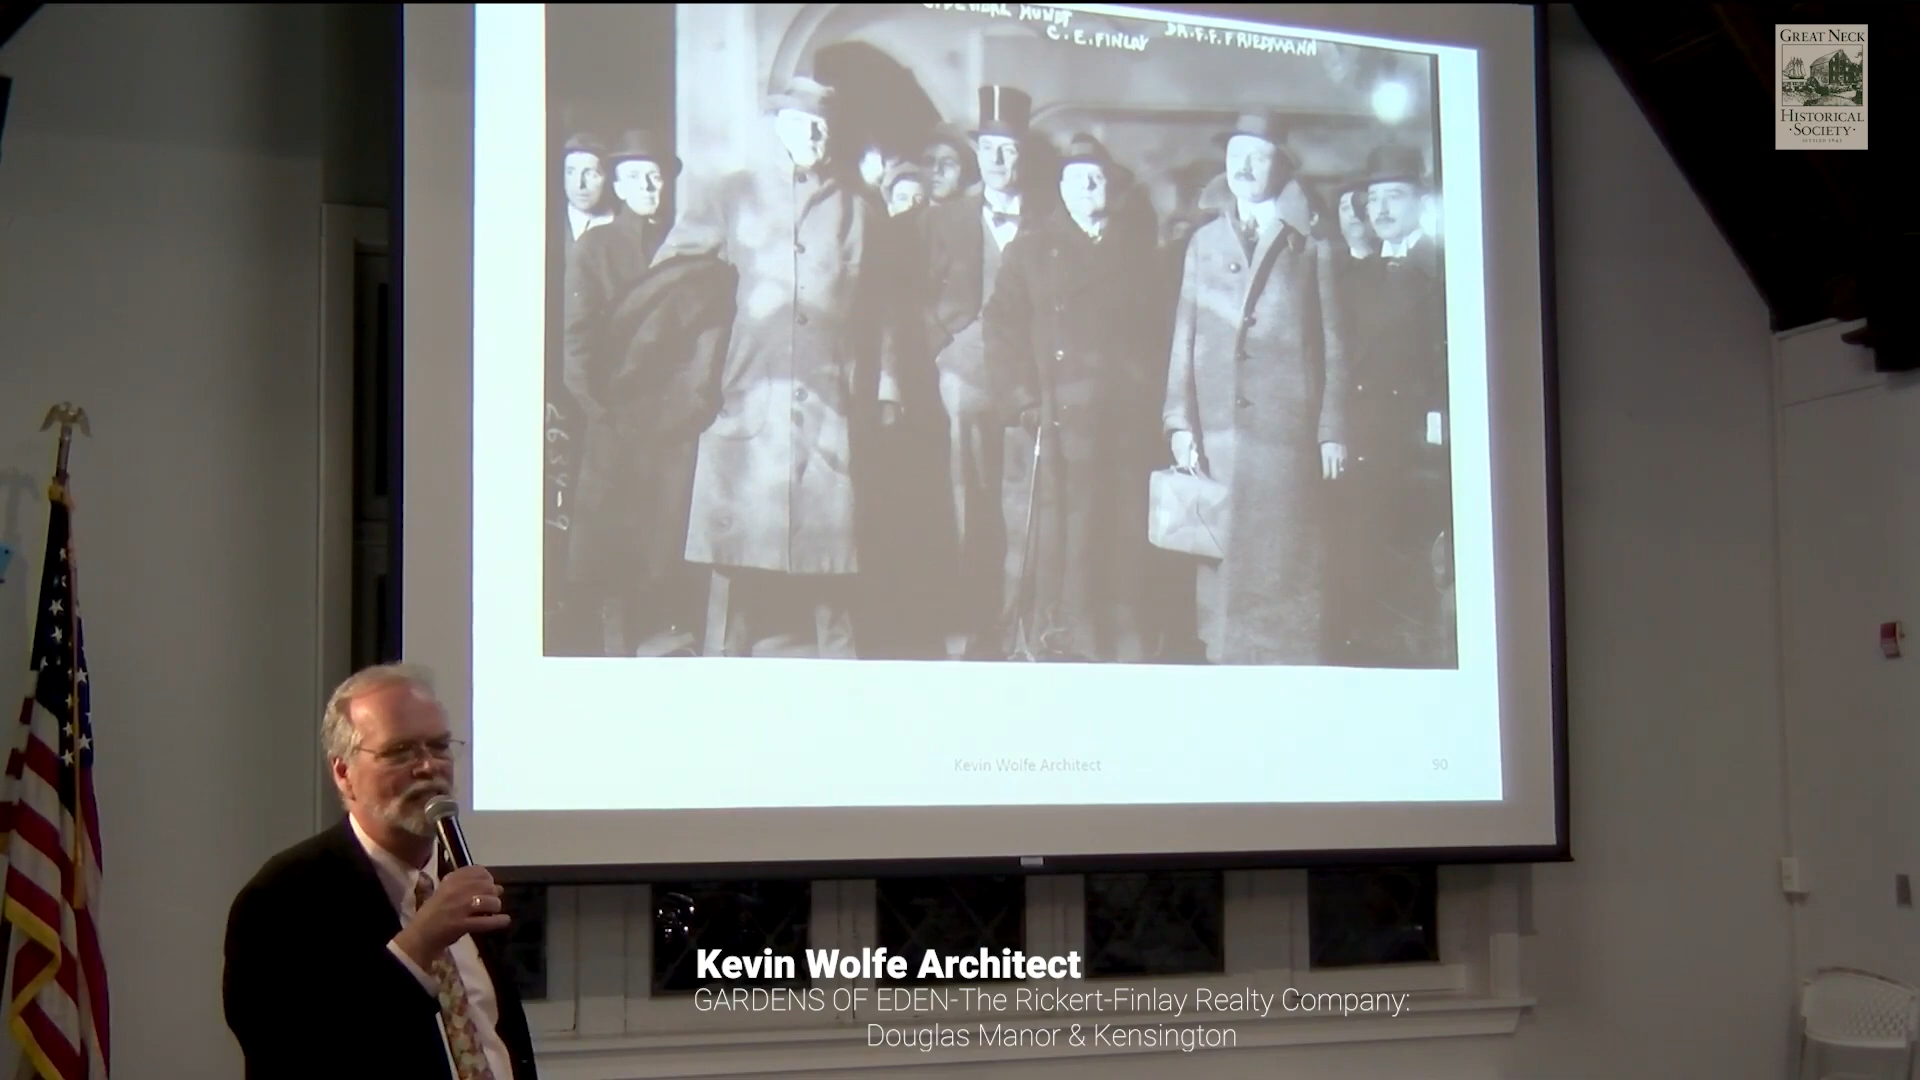 C. E. FINLAY
DR. F. F. FRIEDMANN
GREAT NECK
HISTORICAL
·SOCIETY·
Kevin Wolfe Architect
90
Kevin Wolfe Architect
GARDENS OF EDEN-The Rickert-Finlay Realty Company:
Douglas Manor & Kensington